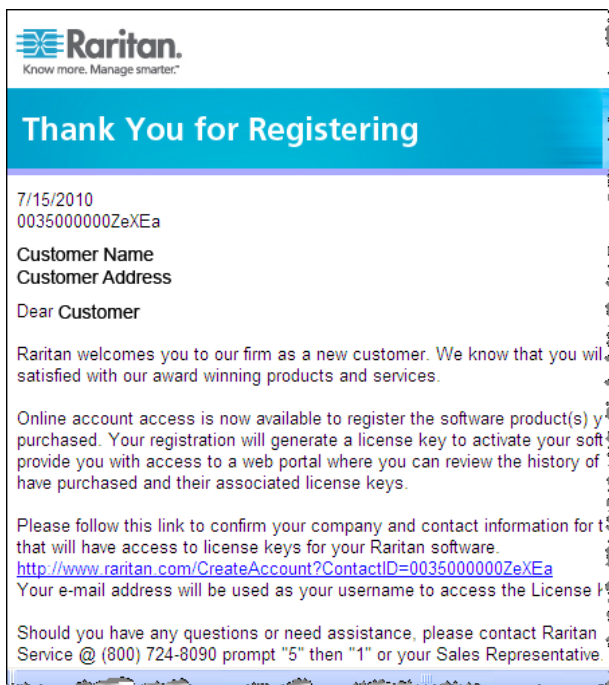 Raritan.
Know more. Manage smarter.™
Thank You for Registering
7/15/2010
0035000000ZeXEa
Customer Name
Customer Address
Dear Customer
Raritan welcomes you to our firm as a new customer. We know that you wil
satisfied with our award winning products and services.
Online account access is now available to register the software product(s) y
purchased. Your registration will generate a license key to activate your soft
provide you with access to a web portal where you can review the history of
have purchased and their associated license keys.
Please follow this link to confirm your company and contact information for t
that will have access to license keys for your Raritan software.
http://www.raritan.com/CreateAccount?ContactID=0035000000ZeXEa
Your e-mail address will be used as your username to access the License
Should you have any questions or need assistance, please contact Raritan
Service @ (800) 724-8090 prompt "5" then "1" or your Sales Representative.